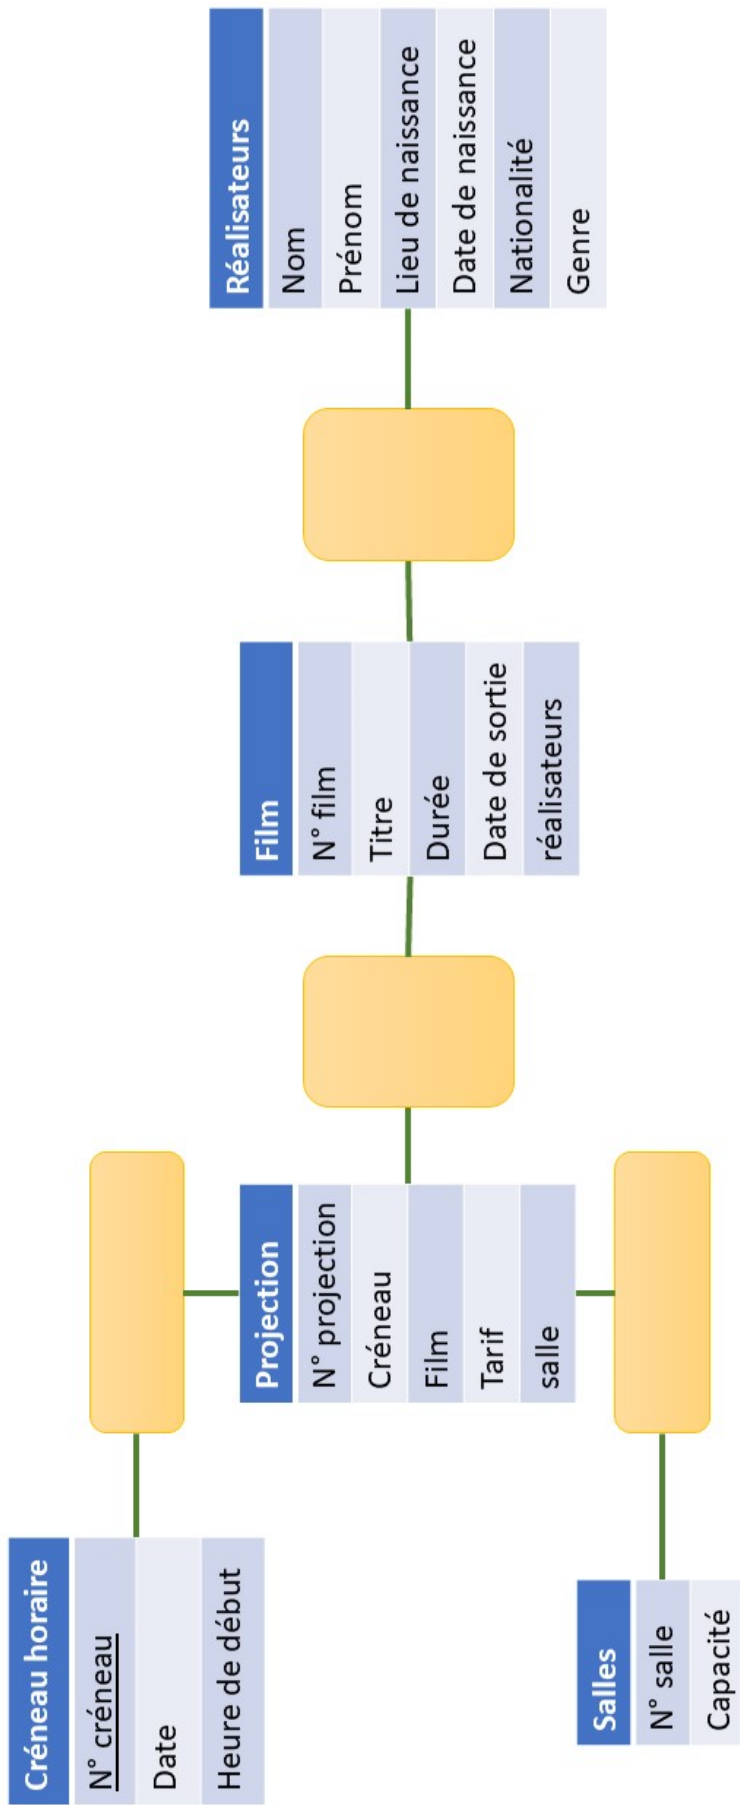 Créneau horaire
N° créneau
Date
Heure de début
Salles
N° salle
Capacité
Projection
N° projection
Créneau
Film
Tarif
salle
Film
N° film
Titre
Durée
Date de sortie
réalisateurs
Réalisateurs
Nom
Prénom
Lieu de naissance
Date de naissance
Nationalité
Genre